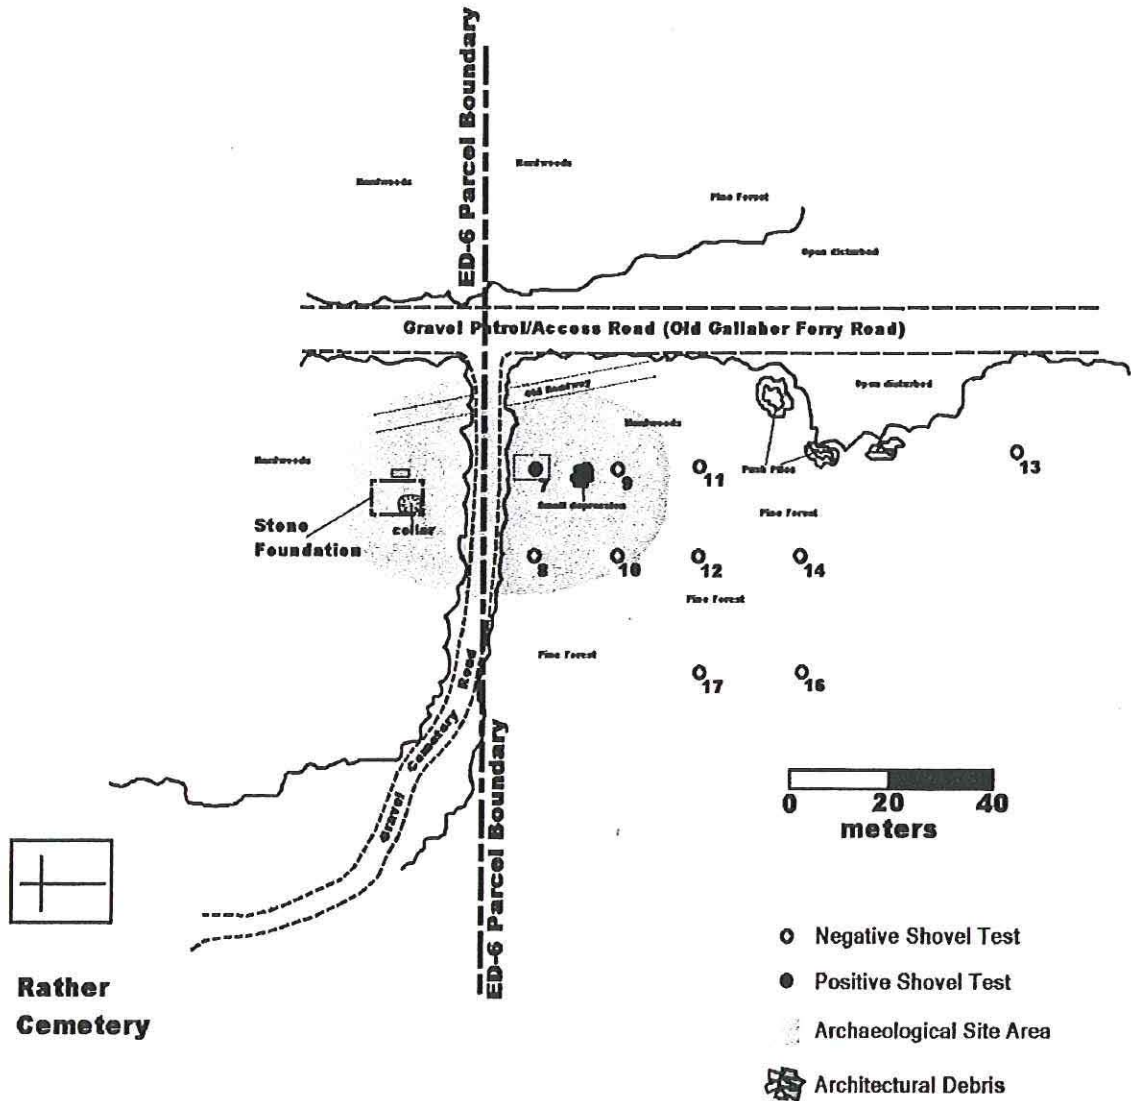 ED-6 Parcel Boundary
Hardwoods
Hardwoods
Pine Forest
Open disturbed
Gravel Patrol/Access Road (Old Gallaher Ferry Road)
Old Roadway
Open disturbed
Hardwoods
Hardwoods
7
9
11
Push Piles
13
Small depression
Pine Forest
Stone
Foundation
cellar
8
10
12
14
Pine Forest
Pine Forest
17
16
Gravel Cemetery Road
ED-6 Parcel Boundary
0 20 40
meters
Rather
Cemetery
Negative Shovel Test
Positive Shovel Test
Archaeological Site Area
Architectural Debris